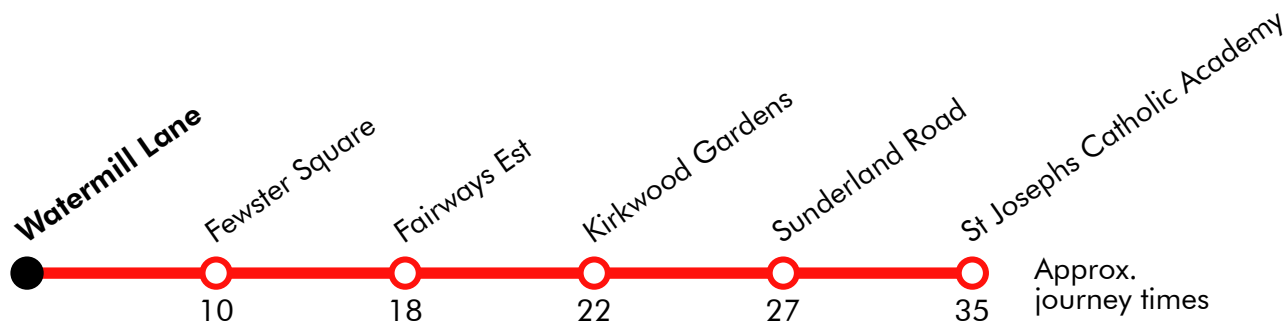 Watermill Lane
Fewster Square
Fairways Est
Kirkwood Gardens
Sunderland Road
St Josephs Catholic Academy
10
18
22
27
35
Approx.
journey times